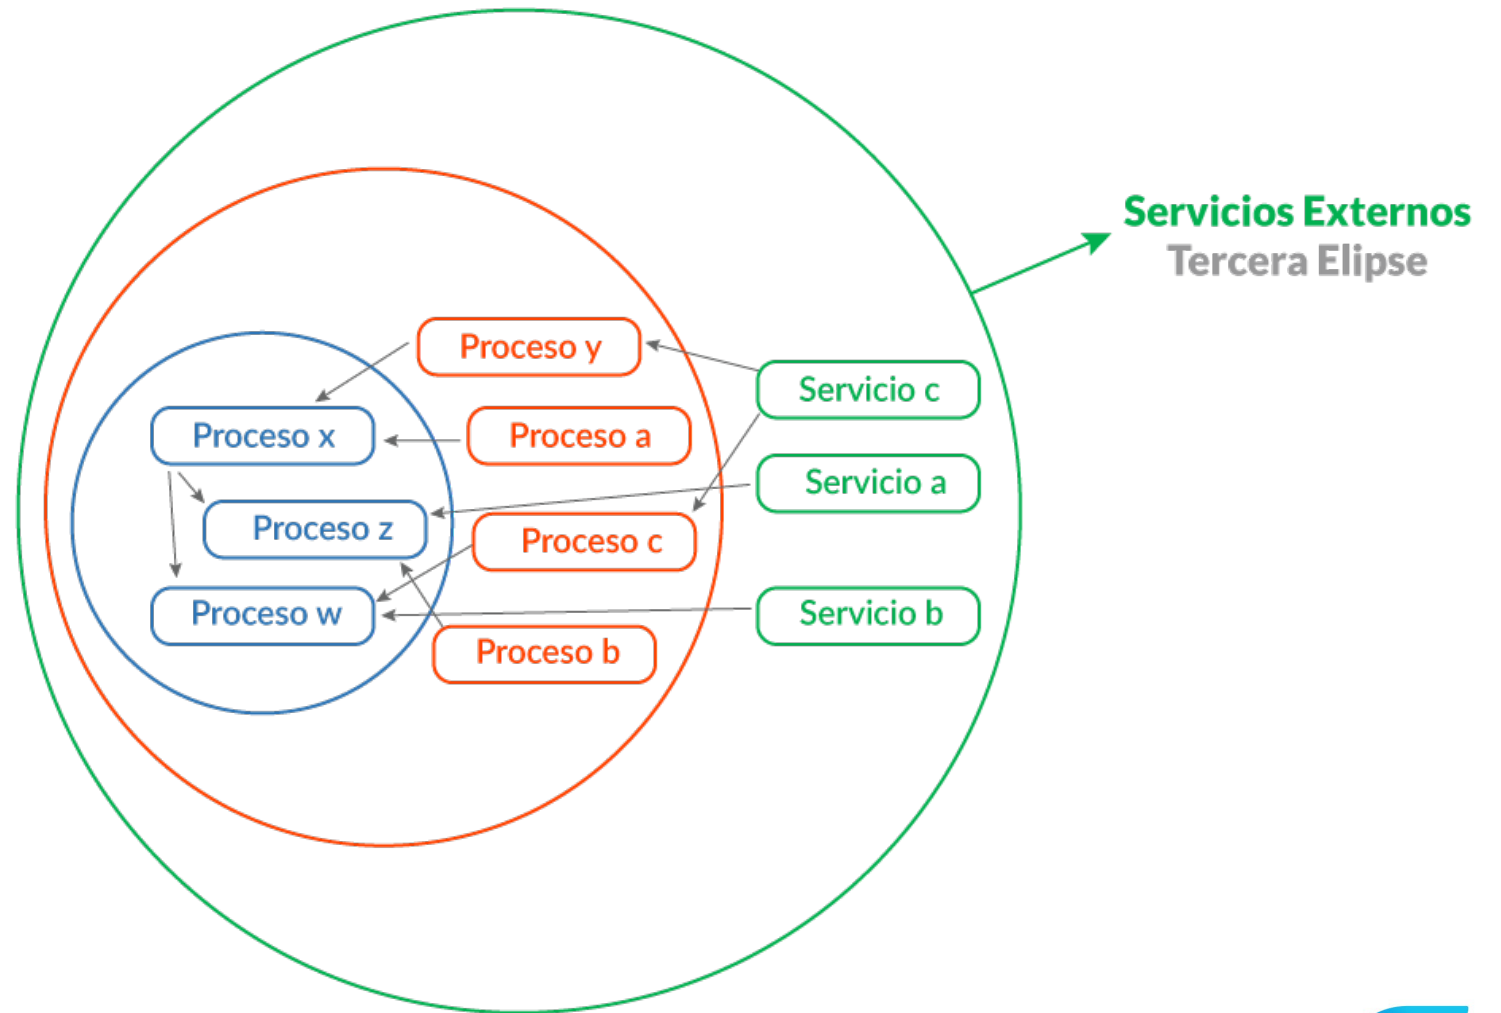 Servicios Externos
Tercera Elipse
Proceso y
Servicio c
Proceso x
Proceso a
Servicio a
Proceso z
Proceso c
Proceso w
Servicio b
Proceso b